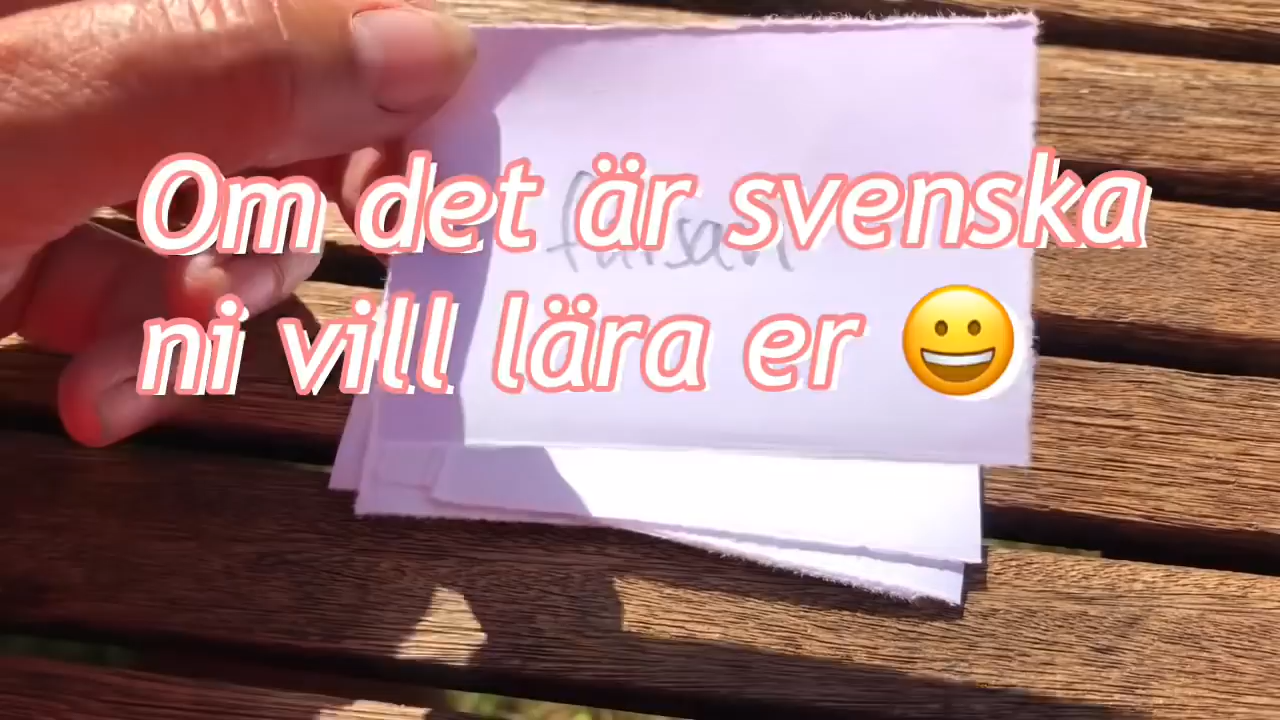 Om det är svenska
ni vill lära er 😀